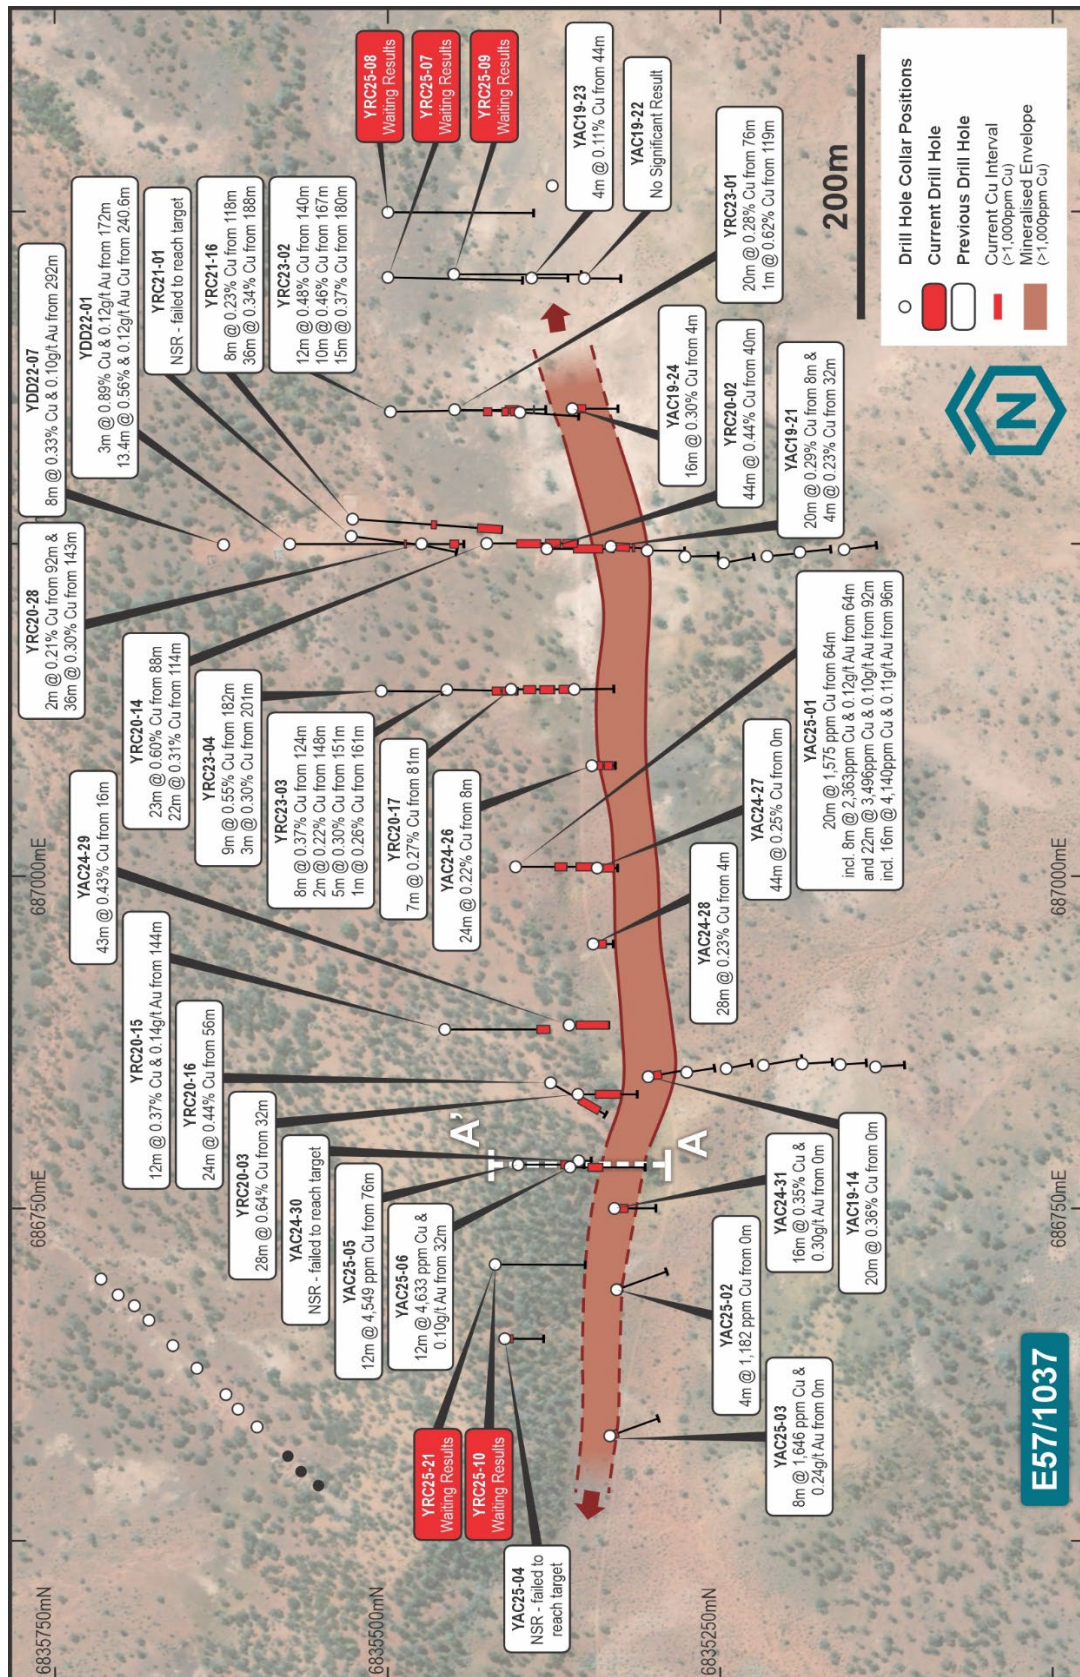 6835750mN
6835500mN
6835250mN
686750mE
687000mE
686750mE
687000mE
YDD22-07
8m @ 0.33% Cu & 0.10g/t Au from 292m
YDD22-01
3m @ 0.89% Cu & 0.12g/t Au from 172m
13.4m @ 0.56% & 0.12g/t Au Cu from 240.6m
YRC21-01
NSR - failed to reach target
YRC21-16
8m @ 0.23% Cu from 118m
36m @ 0.34% Cu from 188m
YRC23-02
12m @ 0.48% Cu from 140m
10m @ 0.46% Cu from 167m
15m @ 0.37% Cu from 180m
YRC25-08
Waiting Results
YRC25-07
Waiting Results
YRC25-09
Waiting Results
YAC19-23
4m @ 0.11% Cu from 44m
YAC19-22
No Significant Result
YRC23-01
20m @ 0.28% Cu from 76m
1m @ 0.62% Cu from 119m
YRC20-28
2m @ 0.21% Cu from 92m &
36m @ 0.30% Cu from 143m
YRC20-14
23m @ 0.60% Cu from 88m
22m @ 0.31% Cu from 114m
YRC23-04
9m @ 0.55% Cu from 182m
3m @ 0.30% Cu from 201m
YRC23-03
8m @ 0.37% Cu from 124m
2m @ 0.22% Cu from 148m
5m @ 0.30% Cu from 151m
1m @ 0.26% Cu from 161m
YRC20-17
7m @ 0.27% Cu from 81m
YAC24-26
24m @ 0.22% Cu from 8m
YAC24-29
43m @ 0.43% Cu from 16m
YRC20-15
12m @ 0.37% Cu & 0.14g/t Au from 144m
YRC20-16
24m @ 0.44% Cu from 56m
YRC20-03
28m @ 0.64% Cu from 32m
YAC24-30
NSR - failed to reach target
YAC25-05
12m @ 4,549 ppm Cu from 76m
YAC25-06
12m @ 4,633 ppm Cu &
0.10g/t Au from 32m
YRC25-21
Waiting Results
YRC25-10
Waiting Results
YAC25-04
NSR - failed to
reach target
A'
A
YAC19-24
16m @ 0.30% Cu from 4m
YRC20-02
44m @ 0.44% Cu from 40m
YAC19-21
20m @ 0.29% Cu from 8m &
4m @ 0.23% Cu from 32m
YAC25-01
20m @ 1,575 ppm Cu from 64m
incl. 8m @ 2,363ppm Cu & 0.12g/t Au from 64m
and 22m @ 3,496ppm Cu & 0.10g/t Au from 92m
incl. 16m @ 4,140ppm Cu & 0.11g/t Au from 96m
YAC24-27
44m @ 0.25% Cu from 0m
YAC24-28
28m @ 0.23% Cu from 4m
YAC19-14
20m @ 0.36% Cu from 0m
YAC24-31
16m @ 0.35% Cu &
0.30g/t Au from 0m
YAC25-02
4m @ 1,182 ppm Cu from 0m
YAC25-03
8m @ 1,646 ppm Cu &
0.24g/t Au from 0m
E57/1037
N
200m
Drill Hole Collar Positions
Current Drill Hole
Previous Drill Hole
Current Cu Interval
(>1,000ppm Cu)
Mineralised Envelope
(>1,000ppm Cu)